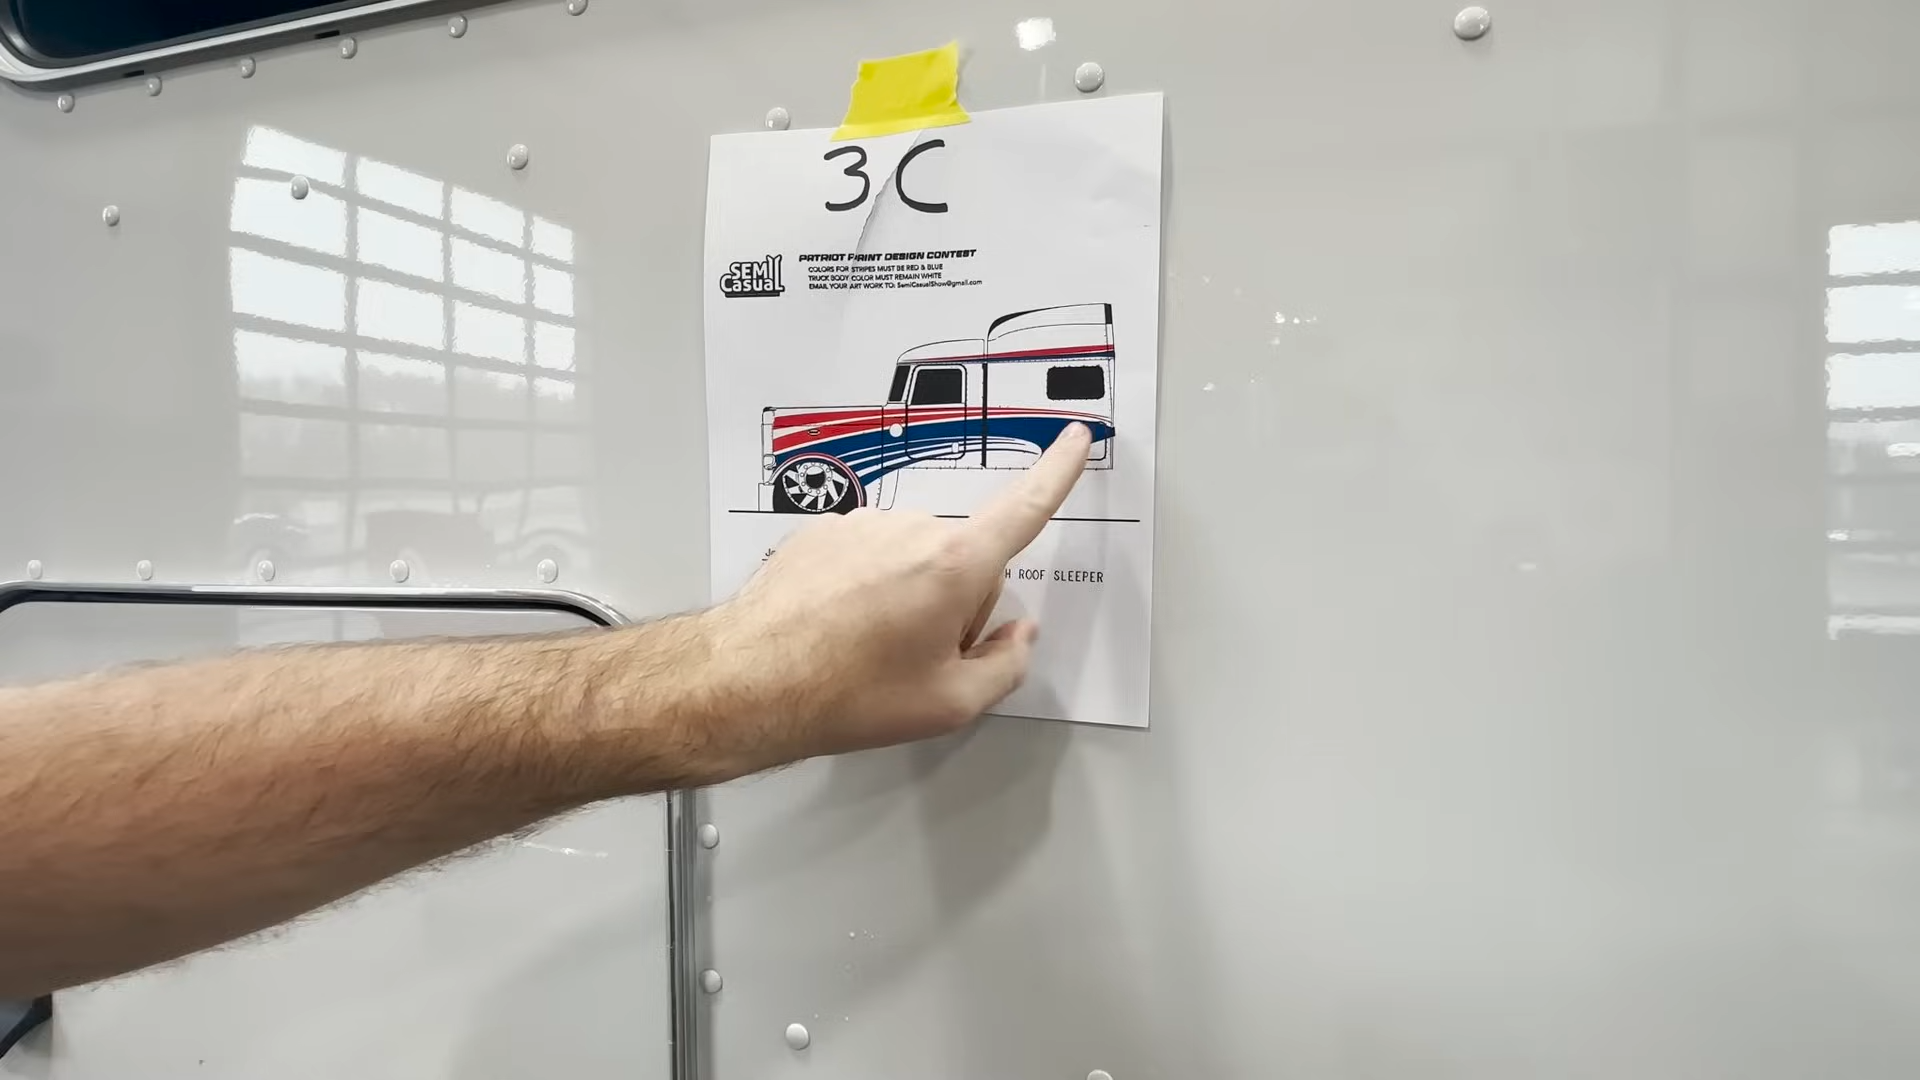 3C
SEMI
Casual
PATRIOT PAINT DESIGN CONTEST
COLORS FOR STRIPES MUST BE RED & BLUE
TRUCK BODY COLOR MUST REMAIN WHITE
EMAIL YOUR ART WORK TO: SemiCasualShow@gmail.com
ROOF SLEEPER